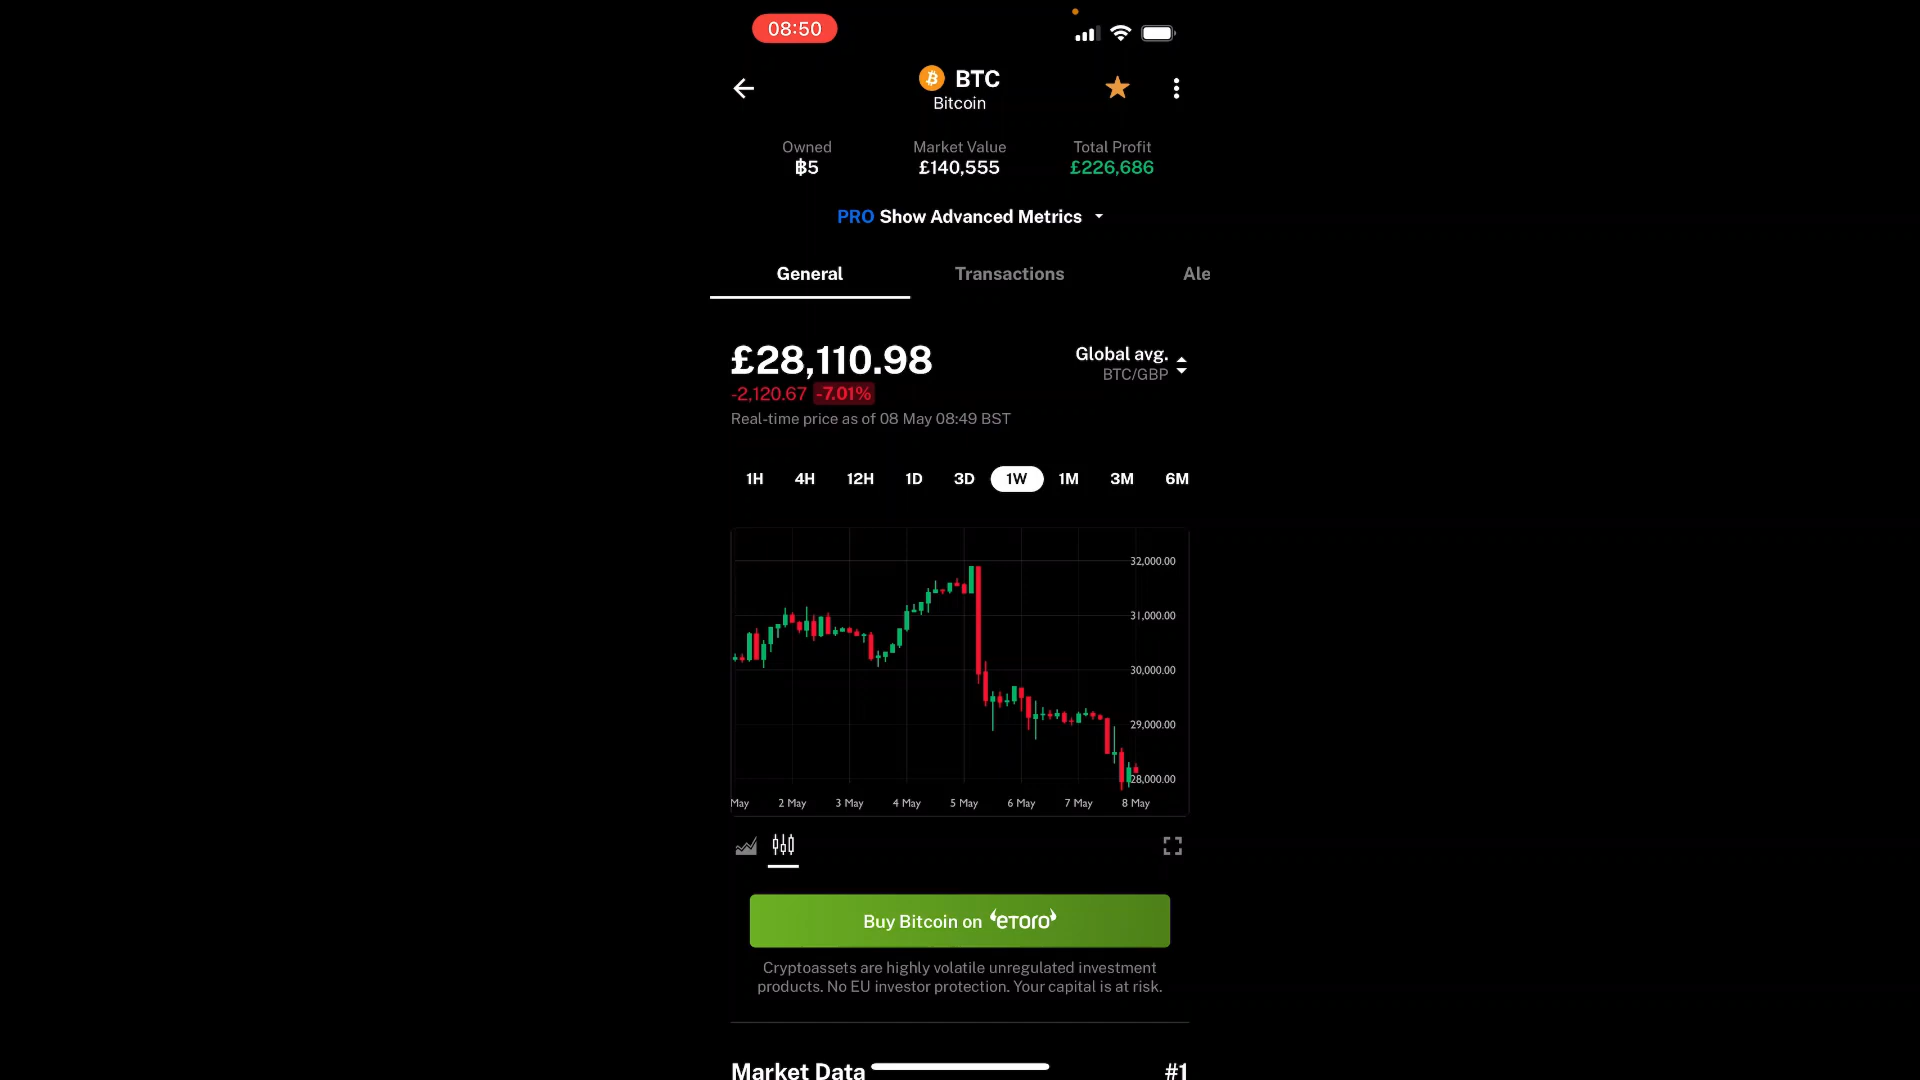 08:50
BTC
Bitcoin
Owned Market Value Total Profit
฿5 £140,555 £226,686
PRO Show Advanced Metrics
General Transactions Ale
£28,110.98
Global avg.
BTC/GBP
-2,120.67 -7.01%
Real-time price as of 08 May 08:49 BST
1H 4H 12H 1D 3D 1W 1M 3M 6M
32,000.00
31,000.00
30,000.00
29,000.00
28,000.00
May 2 May 3 May 4 May 5 May 6 May 7 May 8 May
Buy Bitcoin on eToro
Cryptoassets are highly volatile unregulated investment
products. No EU investor protection. Your capital is at risk.
Market Data #1